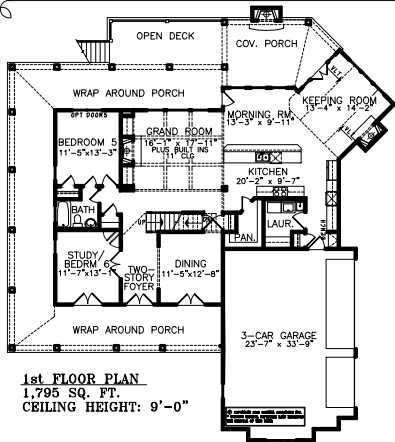 OPEN DECK
COV. PORCH
WRAP AROUND PORCH
OPT DOORS
KEEPING ROOM
13'-4" x 14'-2"
MORNING RM.
13'-3" x 9'-11"
GRAND ROOM
16'-1" x 17'-11"
PLUS BUILT INS
11' CLG
BEDROOM 5
11'-5"x13'-3"
KITCHEN
20'-2" x 9'-7"
BATH
UP
LAUR.
PAN.
STUDY/
BEDRM 6
11'-7"x13'-1"
TWO-
STORY
FOYER
DINING
11'-5"x12'-8"
WRAP AROUND PORCH
3-CAR GARAGE
23'-7" x 33'-9"
1st FLOOR PLAN
1,795 SQ. FT.
CEILING HEIGHT: 9'-0"